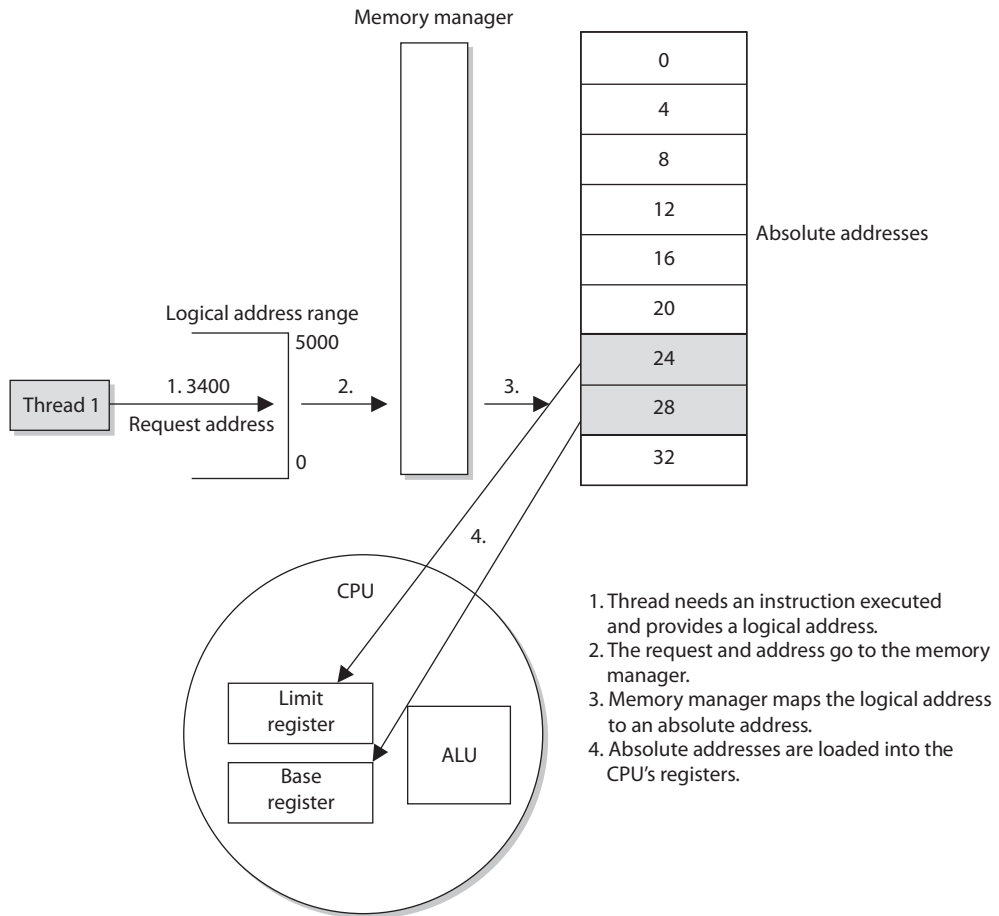 Memory manager
0
4
8
12
16
20
24
28
32
Absolute addresses
Logical address range
5000
0
Thread 1
1. 3400
Request address
2.
3.
4.
CPU
Limit
register
Base
register
ALU
1. Thread needs an instruction executed
and provides a logical address.
2. The request and address go to the memory
manager.
3. Memory manager maps the logical address
to an absolute address.
4. Absolute addresses are loaded into the
CPU's registers.